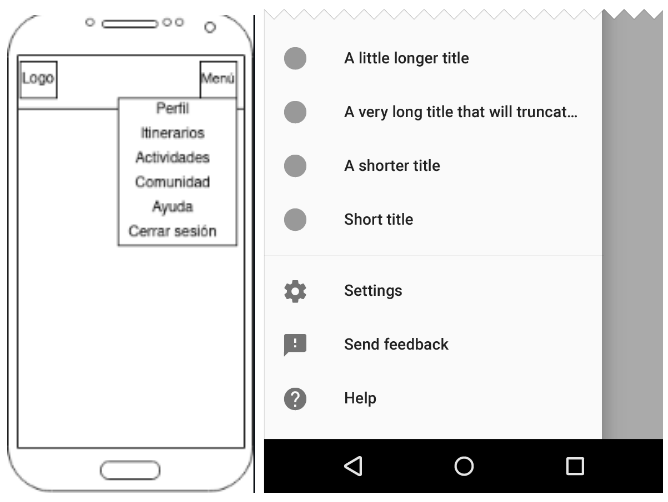 Logo
Menú
Perfil
Itinerarios
Actividades
Comunidad
Ayuda
Cerrar sesión
A little longer title
A very long title that will truncat...
A shorter title
Short title
Settings
Send feedback
Help